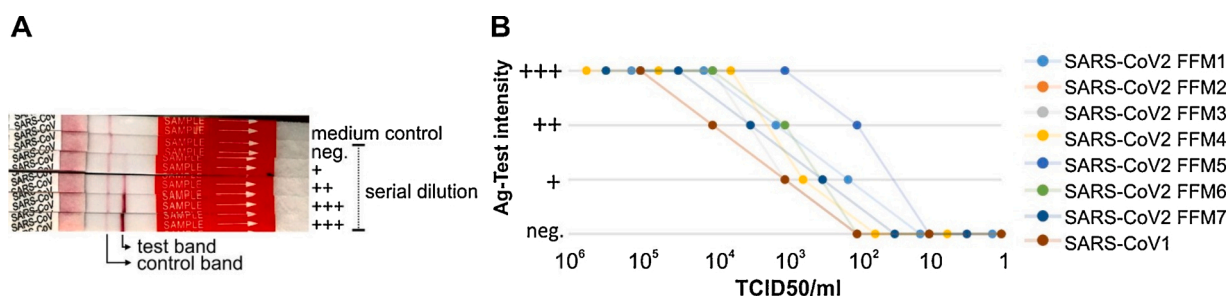 A
SARS-CoV
SARS-CoV
SARS-CoV
SARS-CoV
SARS-CoV
SARS-CoV
SAMPLE
SAMPLE
SAMPLE
SAMPLE
SAMPLE
SAMPLE
SAMPLE
SAMPLE
medium control
neg.
+
++
+++
+++
serial dilution
test band
control band
B
Ag-Test intensity
+++
++
+
neg.
10⁶ 10⁵ 10⁴ 10³ 10² 10 1
TCID50/ml
SARS-CoV2 FFM1
SARS-CoV2 FFM2
SARS-CoV2 FFM3
SARS-CoV2 FFM4
SARS-CoV2 FFM5
SARS-CoV2 FFM6
SARS-CoV2 FFM7
SARS-CoV1